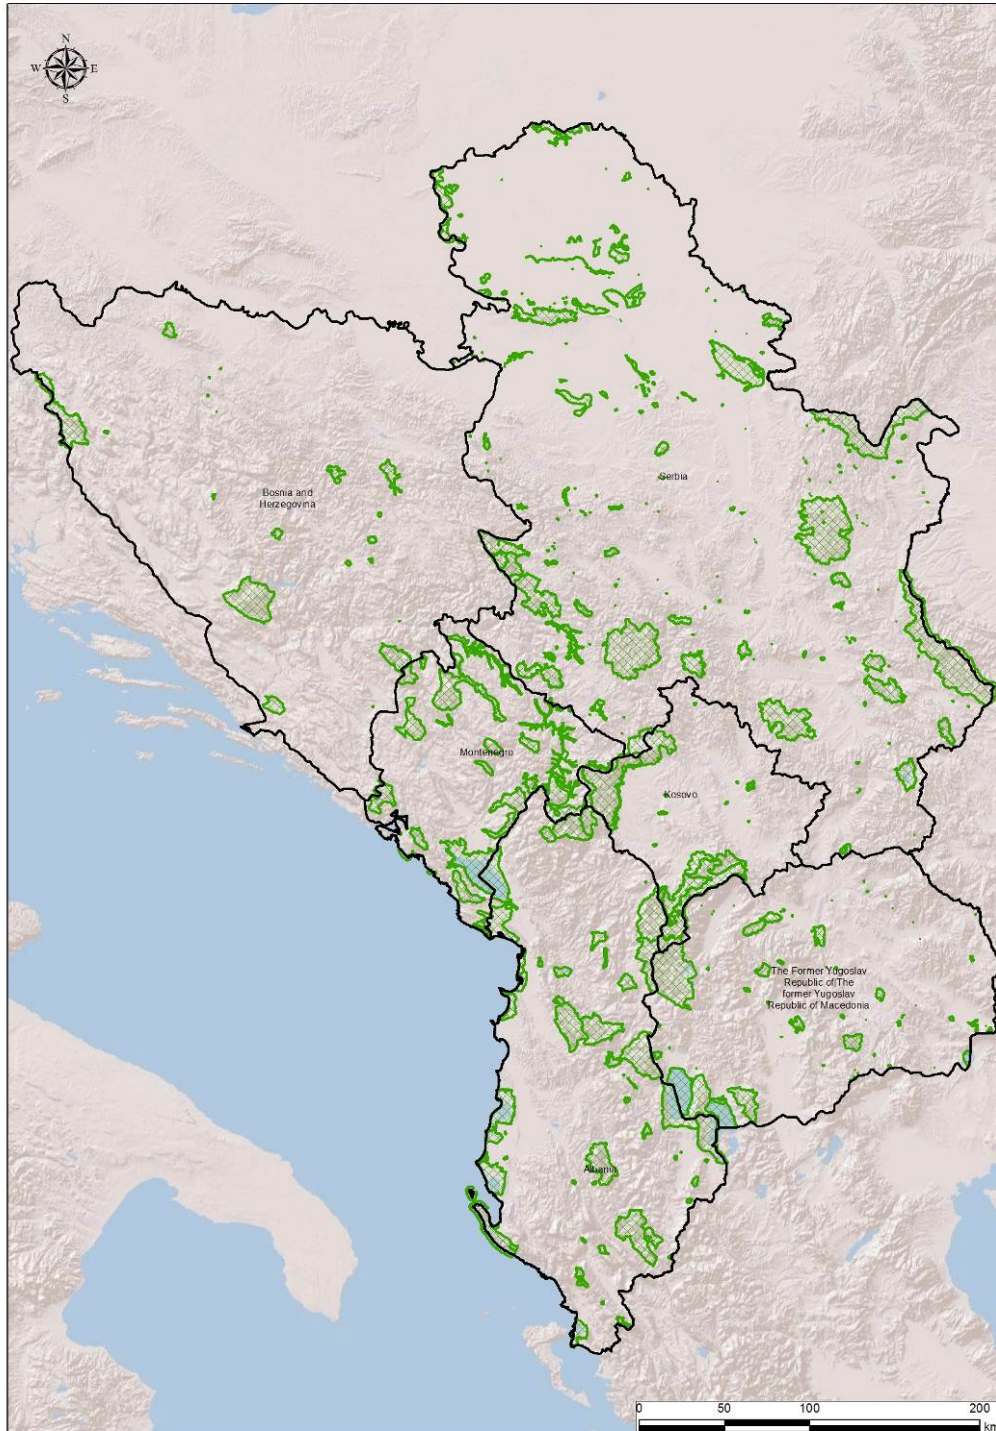 N
W E
S
Serbia
Bosnia and
Herzegovina
Montenegro
Kosovo
The Former Yugoslav
Republic of The
former Yugoslav
Republic of Macedonia
Albania
0 50 100 200
km